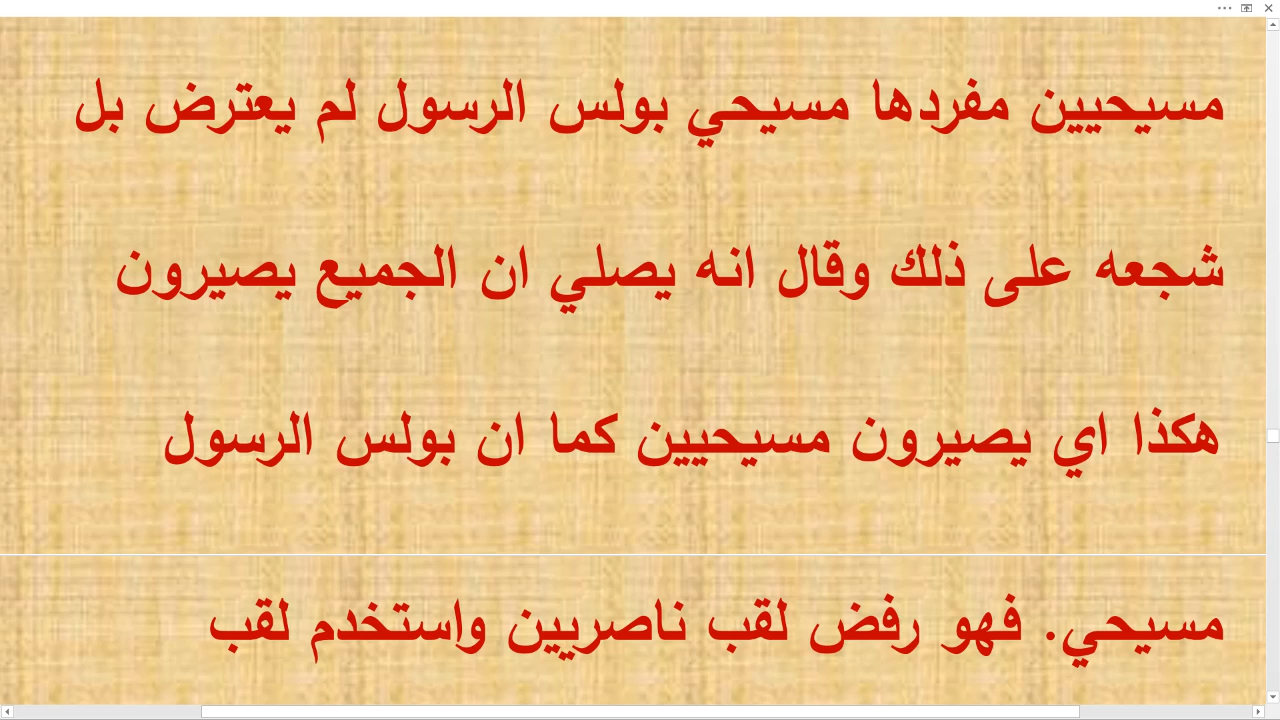 مسيحيين مفردها مسيحي بولس الرسول لم يعترض بل
شجعه على ذلك وقال انه يصلي ان الجميع يصيرون
هكذا اي يصيرون مسيحيين كما ان بولس الرسول
مسيحي. فهو رفض لقب ناصريين واستخدم لقب